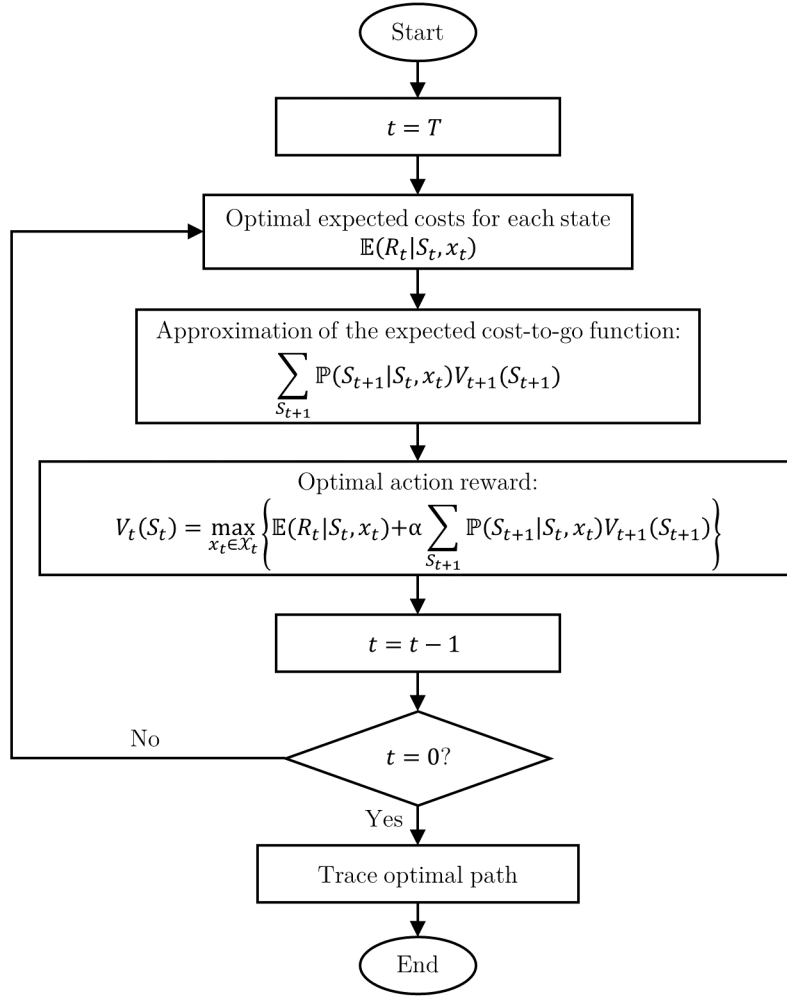 Start
t = T
Optimal expected costs for each state
𝔼(R_t|S_t, x_t)
Approximation of the expected cost-to-go function:
∑_{S_{t+1}} ℙ(S_{t+1}|S_t, x_t)V_{t+1}(S_{t+1})
Optimal action reward:
V_t(S_t) = max_{x_t∈𝒳_t} {𝔼(R_t|S_t, x_t)+α ∑_{S_{t+1}} ℙ(S_{t+1}|S_t, x_t)V_{t+1}(S_{t+1})}
t = t − 1
No
t = 0?
Yes
Trace optimal path
End